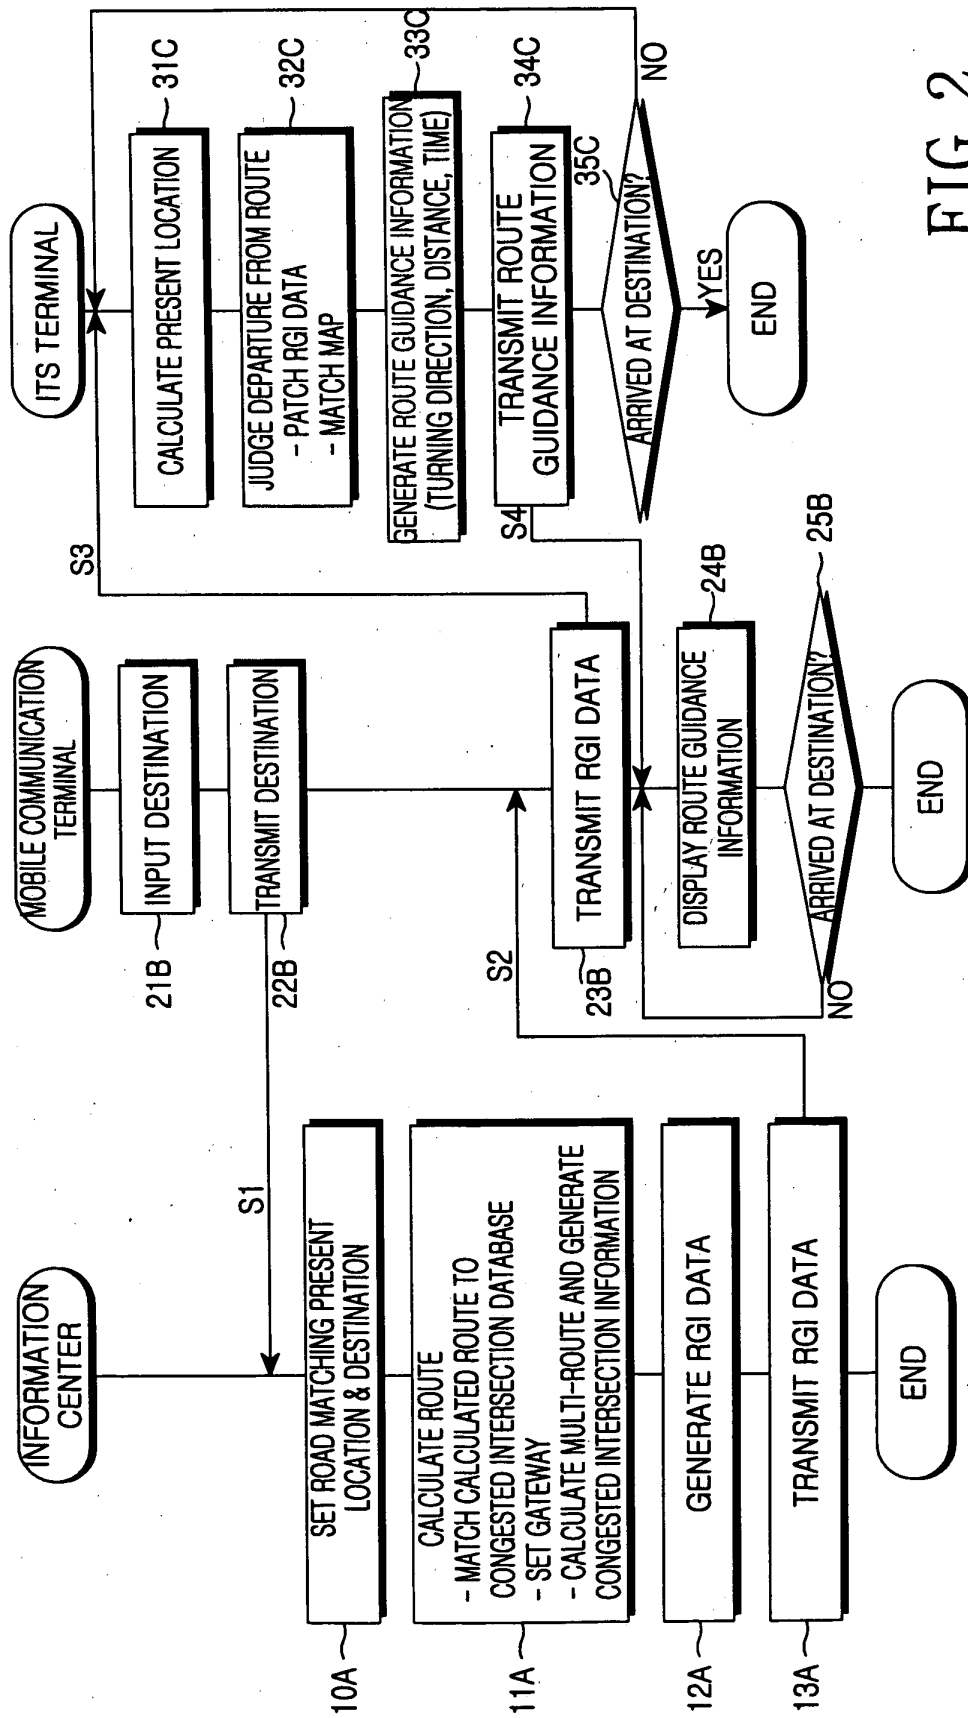 INFORMATION
CENTER
S1
SET ROAD MATCHING PRESENT
LOCATION & DESTINATION
10A
CALCULATE ROUTE
- MATCH CALCULATED ROUTE TO
CONGESTED INTERSECTION DATABASE
- SET GATEWAY
- CALCULATE MULTI-ROUTE AND GENERATE
CONGESTED INTERSECTION INFORMATION
11A
GENERATE RGI DATA
12A
TRANSMIT RGI DATA
13A
END
MOBILE COMMUNICATION
TERMINAL
INPUT DESTINATION
21B
TRANSMIT DESTINATION
22B
S2
TRANSMIT RGI DATA
23B
DISPLAY ROUTE GUIDANCE
INFORMATION
24B
ARRIVED AT DESTINATION?
25B
NO
END
ITS TERMINAL
S3
CALCULATE PRESENT LOCATION
31C
JUDGE DEPARTURE FROM ROUTE
- PATCH RGI DATA
- MATCH MAP
32C
GENERATE ROUTE GUIDANCE INFORMATION
(TURNING DIRECTION, DISTANCE, TIME)
33C
TRANSMIT ROUTE
GUIDANCE INFORMATION
34C
S4
ARRIVED AT DESTINATION?
35C
NO
YES
END
FIG 2